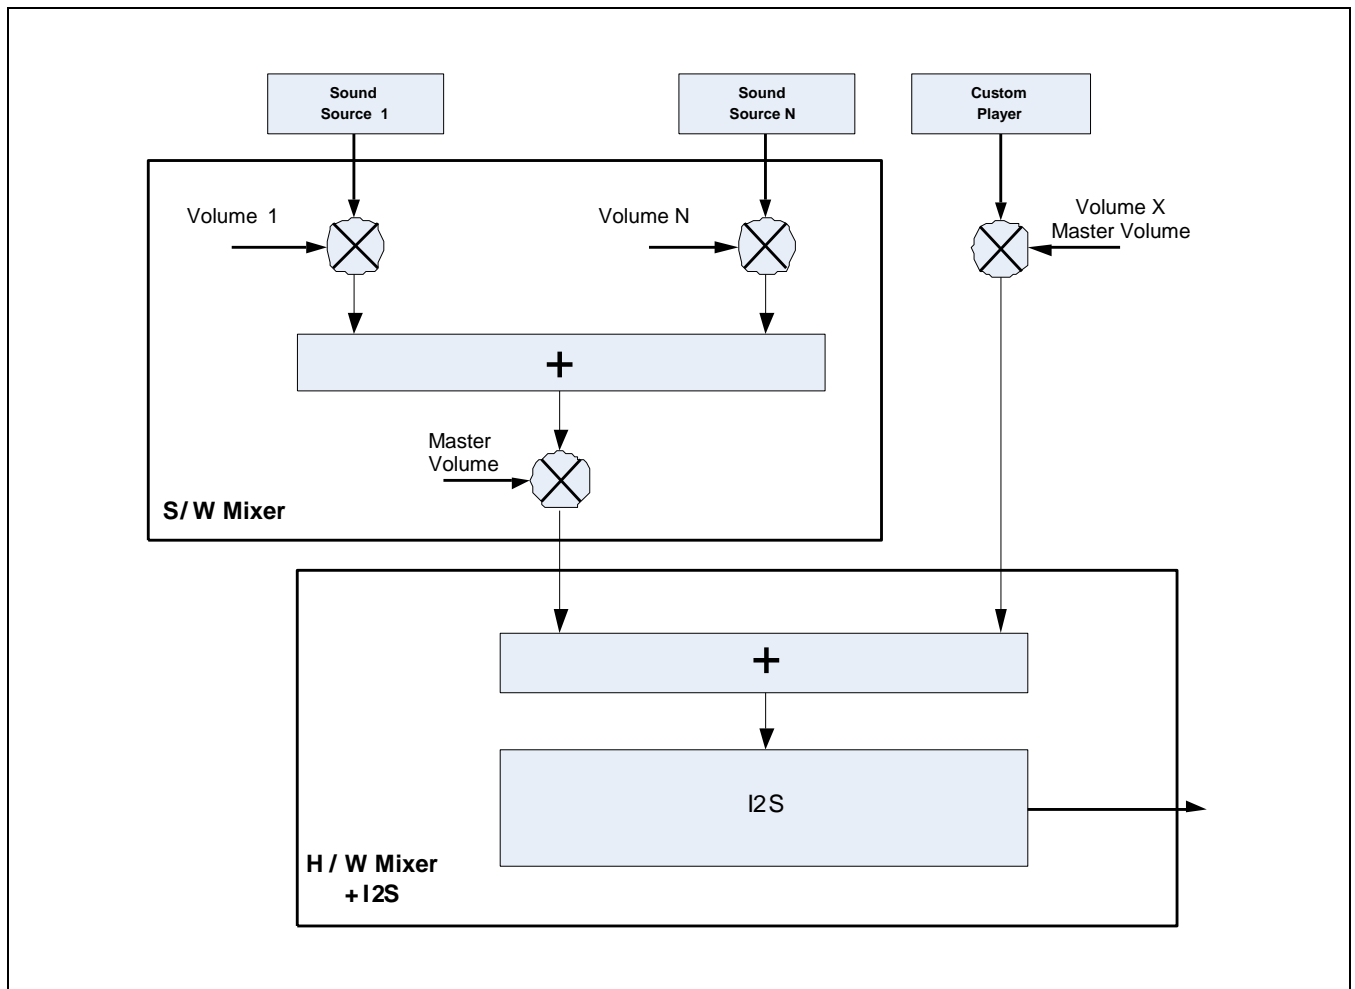 Sound
Source 1
Sound
Source N
Custom
Player
Volume 1
Volume N
Volume X
Master Volume
+
Master
Volume
S/W Mixer
+
I2S
H / W Mixer
+I2S